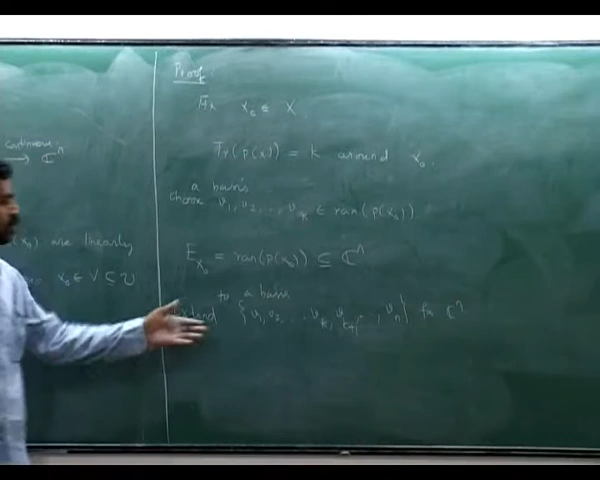 continuous
→ ℂⁿ
(x₀) are linearly
x₀ ∈ V ⊆ U
Proof:
Fix x₀ ∈ X
Tr(p(x)) = k around x₀.
a basis
choose v₁, v₂, .., v_k ∈ ran(p(x₀))
E_{x₀} = ran(p(x₀)) ⊆ ℂⁿ
to a basis
Extend {v₁, v₂, ... v_k, v_{k+1}, .., v_n} for ℂⁿ